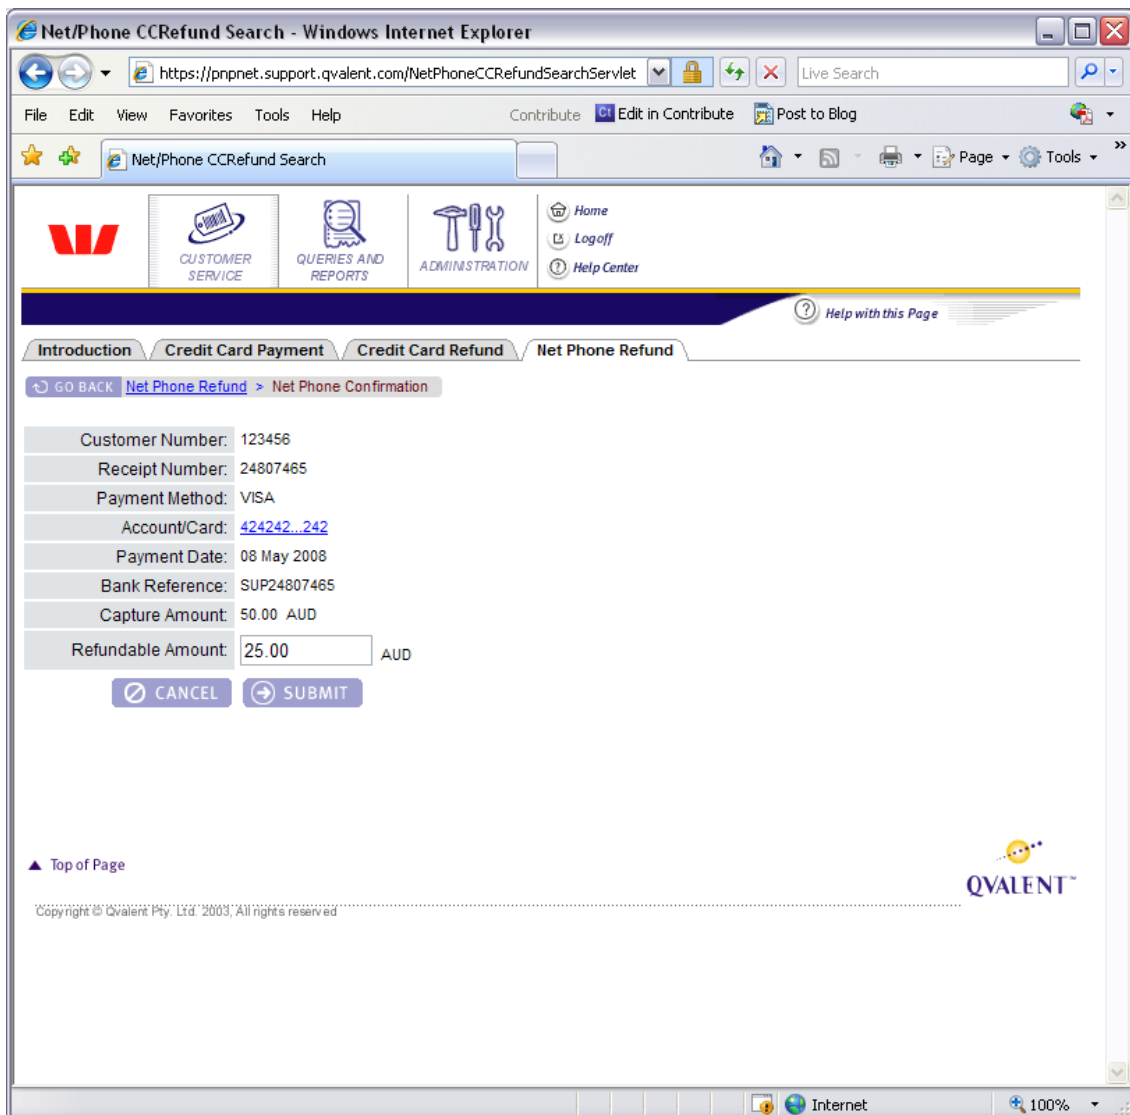 Net/Phone CCRefund Search - Windows Internet Explorer
https://pnpnet.support.qvalent.com/NetPhoneCCRefundSearchServlet Live Search
File Edit View Favorites Tools Help Contribute Ct Edit in Contribute Post to Blog
Net/Phone CCRefund Search Page Tools »
CUSTOMER SERVICE
QUERIES AND REPORTS
ADMINISTRATION
Home
Logoff
Help Center
Help with this Page
Introduction Credit Card Payment Credit Card Refund Net Phone Refund
GO BACK Net Phone Refund > Net Phone Confirmation
Customer Number: 123456
Receipt Number: 24807465
Payment Method: VISA
Account/Card: 424242...242
Payment Date: 08 May 2008
Bank Reference: SUP24807465
Capture Amount: 50.00 AUD
Refundable Amount: 25.00 AUD
CANCEL SUBMIT
Top of Page
QVALENT™
Copyright © Qvalent Pty. Ltd. 2003, All rights reserved
Internet 100%